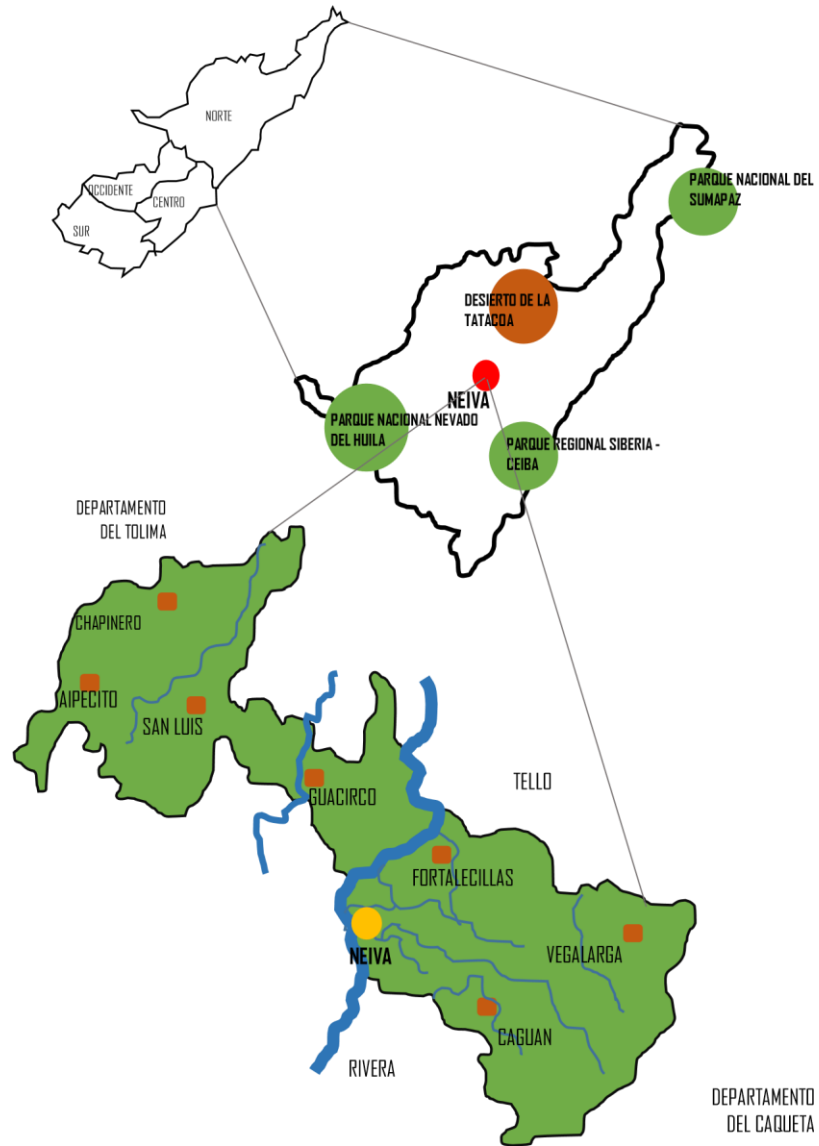 NORTE
OCCIDENTE
CENTRO
SUR
PARQUE NACIONAL DEL
SUMAPAZ
DESIERTO DE LA
TATACOA
NEIVA
PARQUE NACIONAL NEVADO
DEL HUILA
PARQUE REGIONAL SIBERIA -
CEIBA
DEPARTAMENTO
DEL TOLIMA
CHAPINERO
AIPECITO
SAN LUIS
GUACIRCO
TELLO
FORTALECILLAS
VEGALARGA
NEIVA
CAGUAN
RIVERA
DEPARTAMENTO
DEL CAQUETA